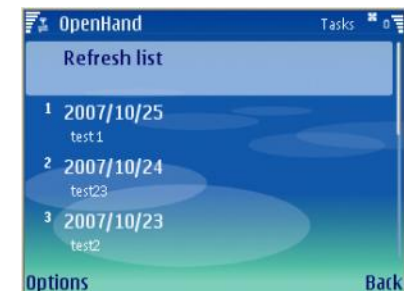 OpenHand Tasks
Refresh list
1 2007/10/25
test1
2 2007/10/24
test23
3 2007/10/23
test2
Options Back